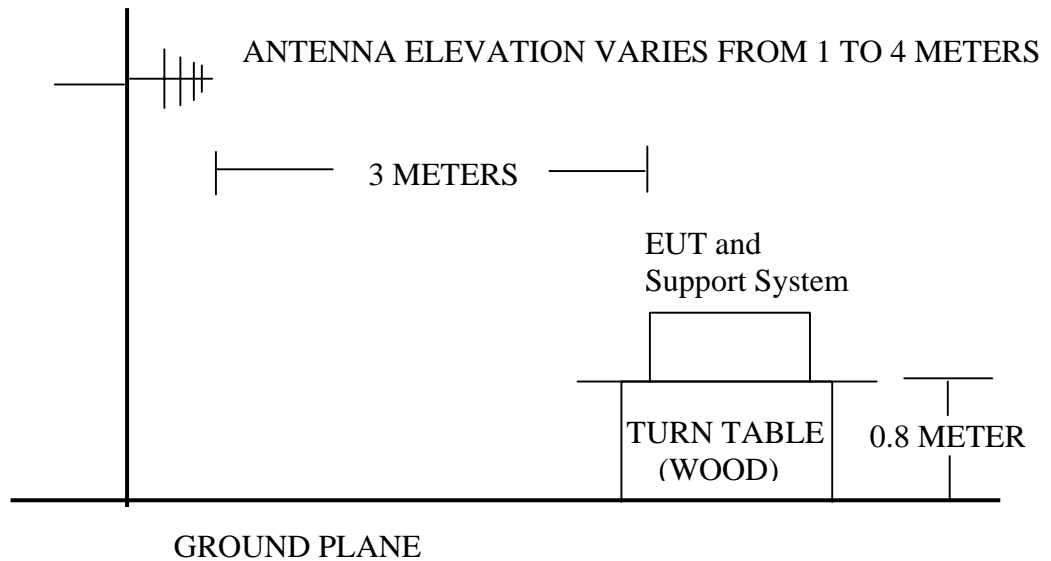 ANTENNA ELEVATION VARIES FROM 1 TO 4 METERS
3 METERS
EUT and
Support System
TURN TABLE
(WOOD)
0.8 METER
GROUND PLANE